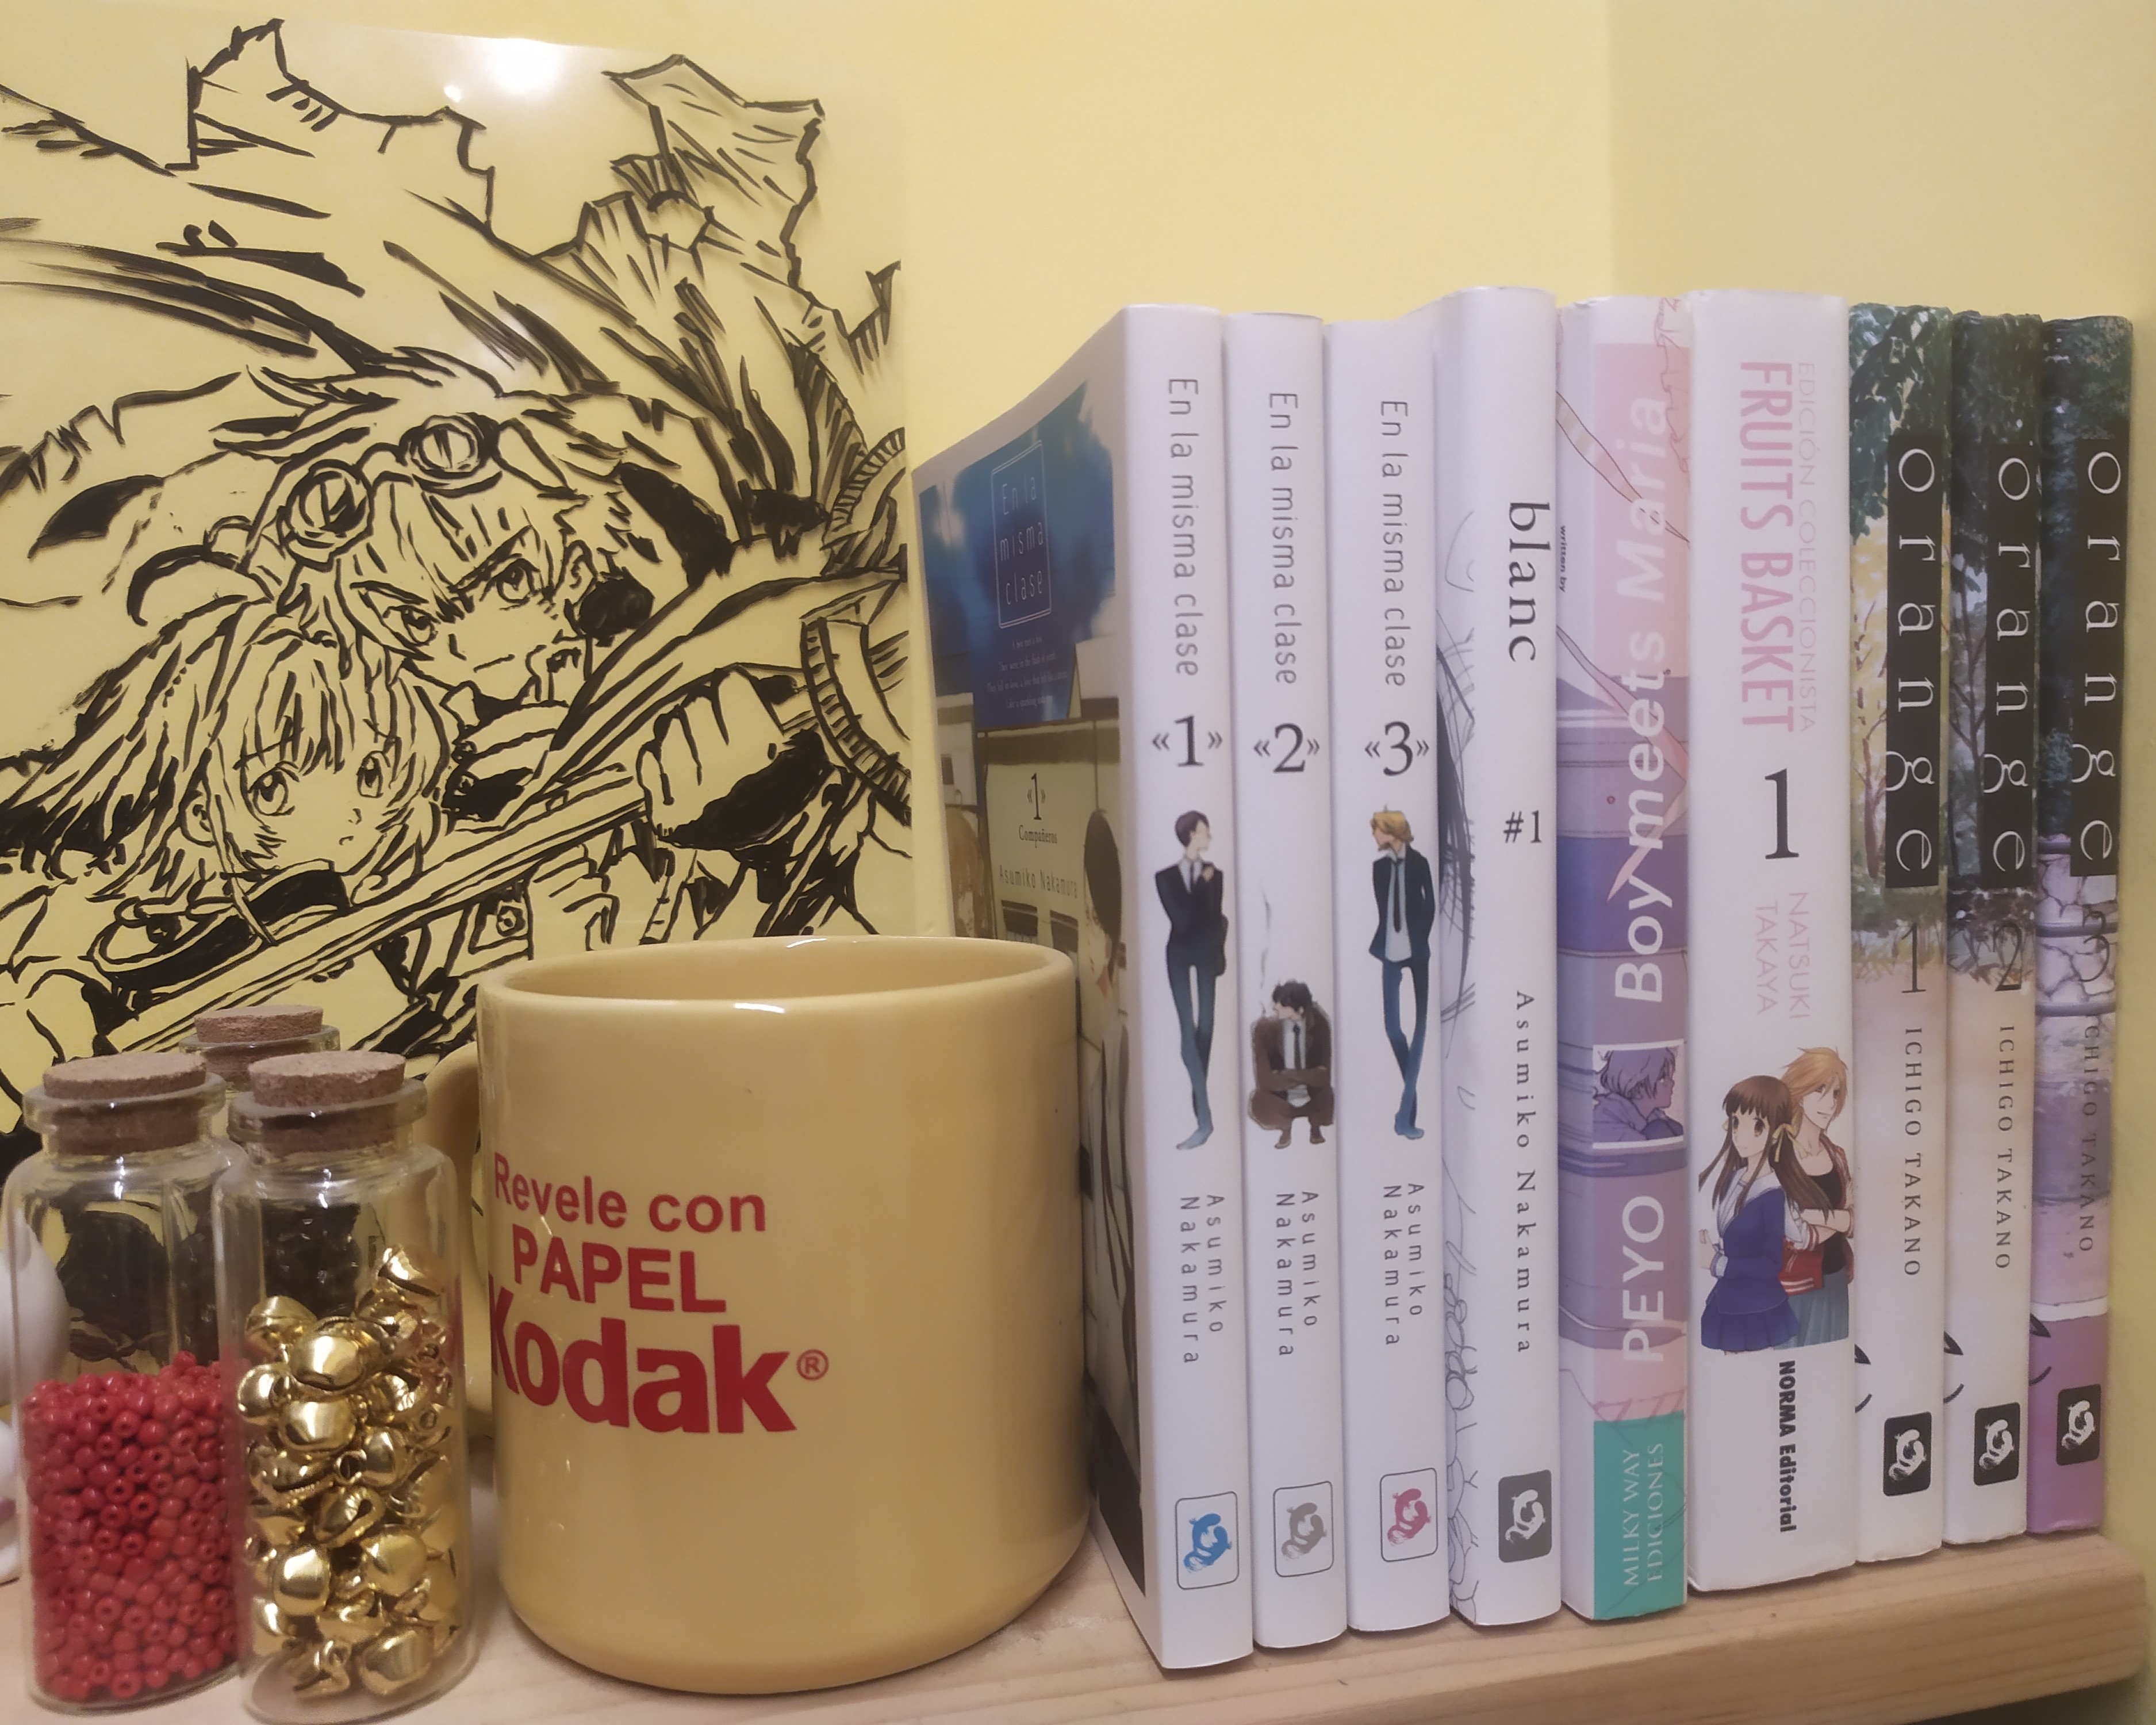 Revele con
PAPEL
Kodak®
En la
misma
clase
«1»
Compañeros
Asumiko Nakamura
En la misma clase «1» Asumiko Nakamura
En la misma clase «2» Asumiko Nakamura
En la misma clase «3» Asumiko Nakamura
blanc #1 Asumiko Nakamura
written by
PEYO Boy meets Maria
MILKY WAY
EDICIONES
EDICIÓN COLECCIONISTA
FRUITS BASKET 1
NATSUKI
TAKAYA
NORMA Editorial
orange 1 ICHIGO TAKANO
orange 2 ICHIGO TAKANO
orange 3 ICHIGO TAKANO